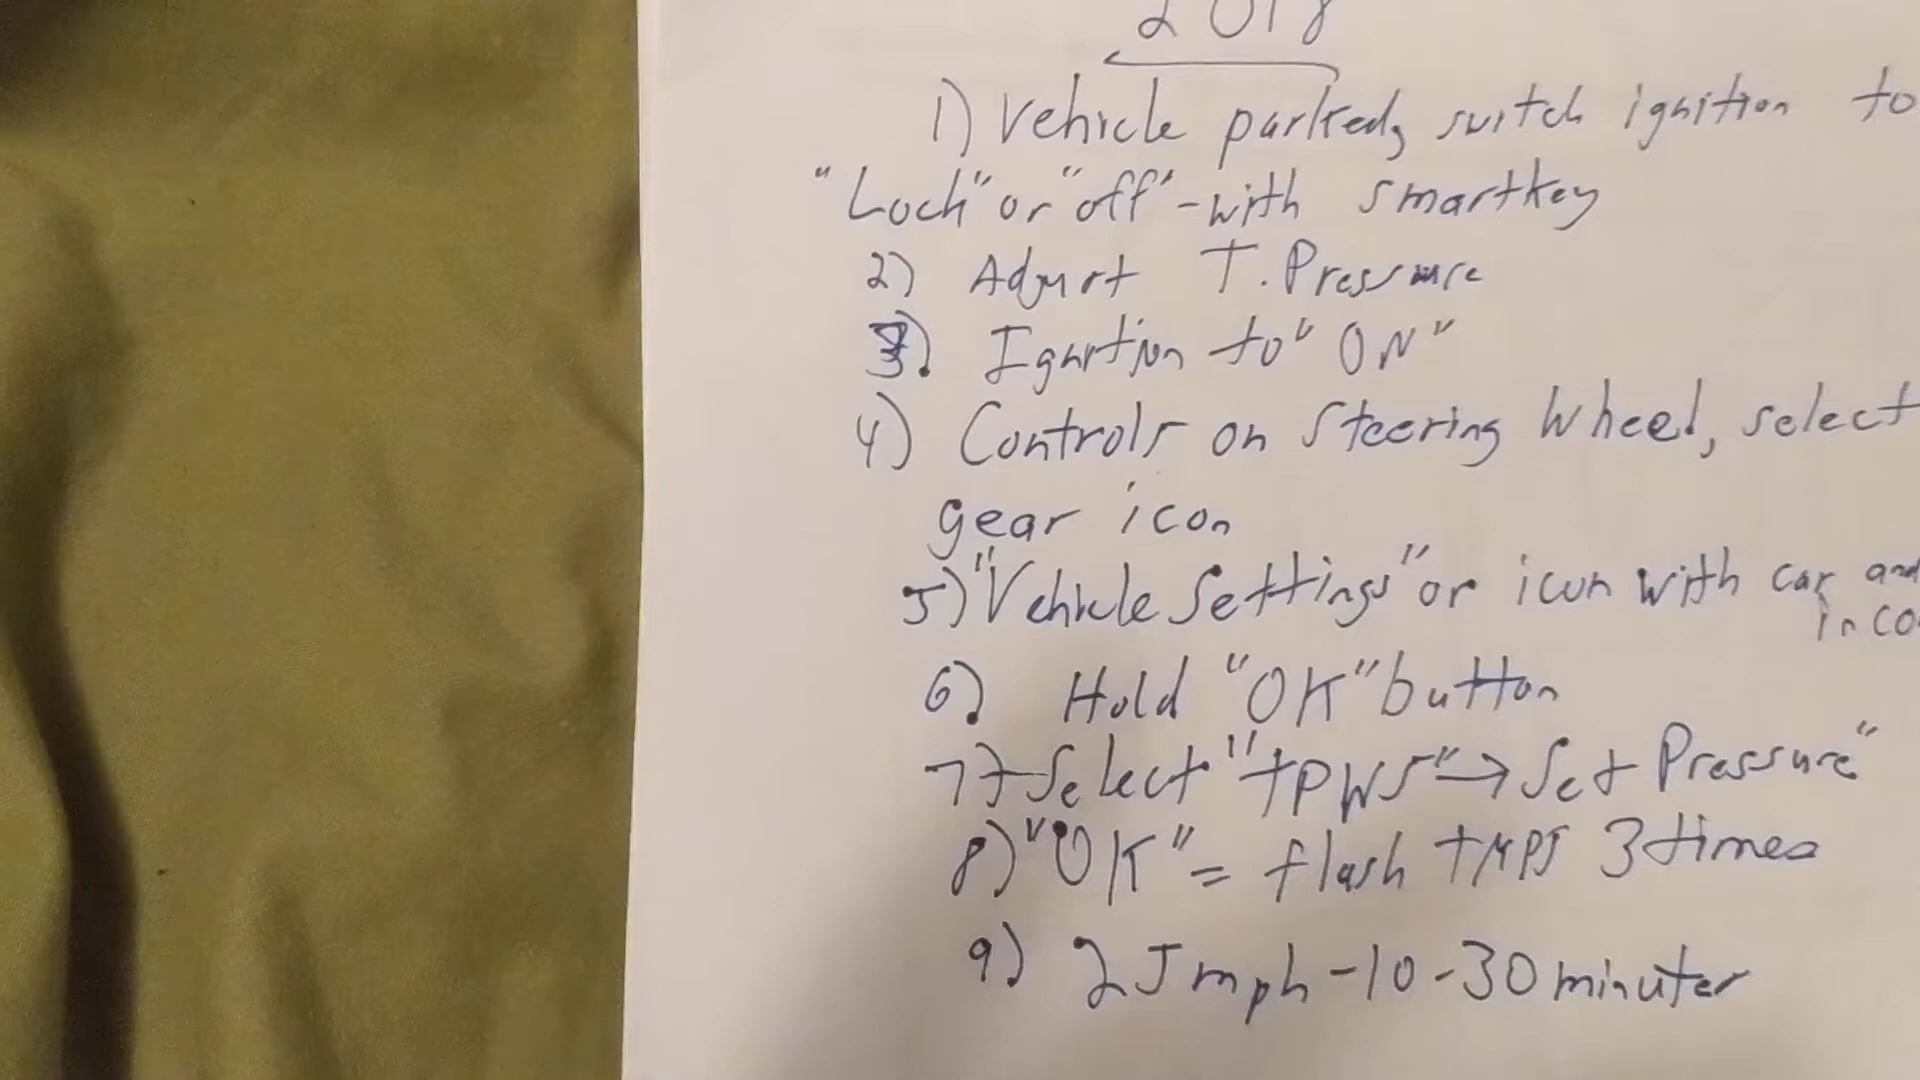 2018
1) Vehicle parked, switch ignition to
"Lock" or "off" - with smartkey
2) Adjust T. Pressure
3). Ignition to "ON"
4) Controls on Steering Wheel, select
gear icon
5) "Vehicle Settings" or icon with car and
in co
6) Hold "OK" button
7) Select "TPWS" → Set Pressure"
8) "OK" = flash TMPS 3 times
9) 25 mph - 10 - 30 minutes